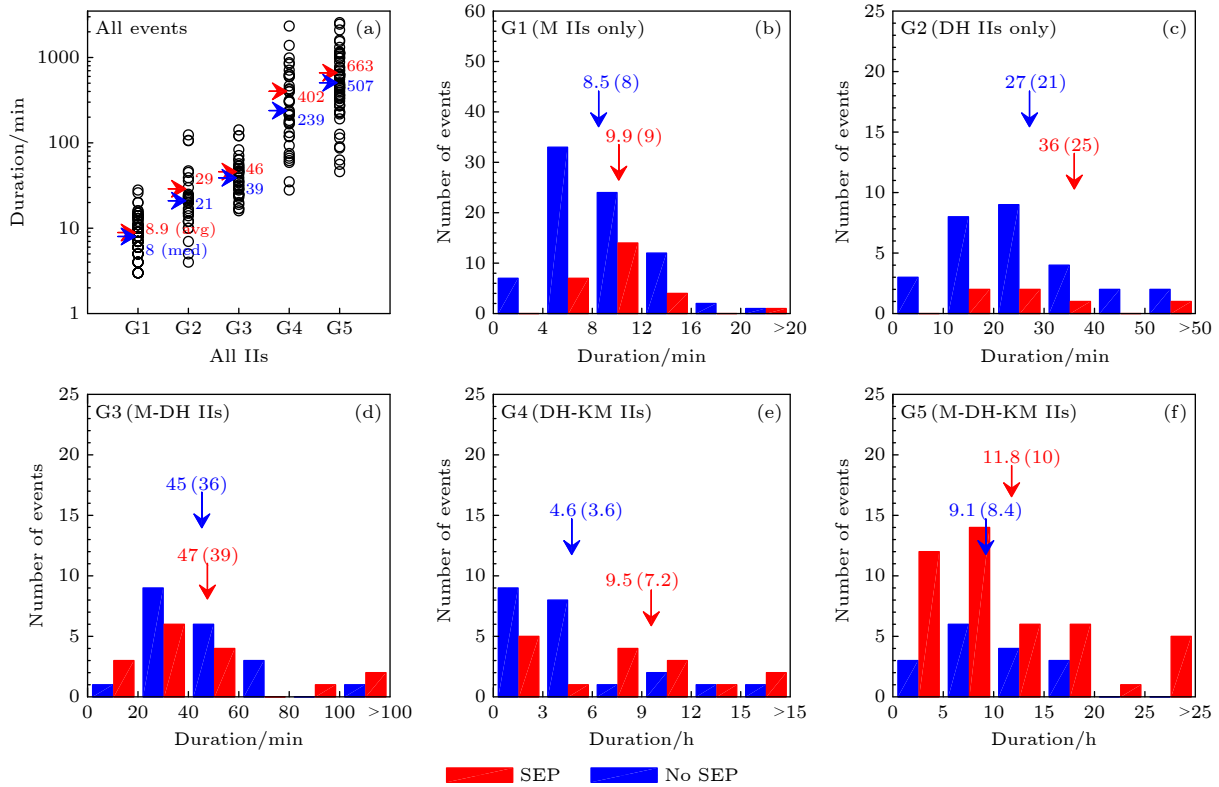 All events
(a)
Duration/min
1000
100
10
1
663
507
402
239
46
39
29
21
8.9 (avg)
8 (med)
G1 G2 G3 G4 G5
All IIs
G1 (M IIs only)
(b)
Number of events
60
50
40
30
20
10
0
8.5 (8)
9.9 (9)
0 4 8 12 16 20 >20
Duration/min
G2 (DH IIs only)
(c)
Number of events
25
20
15
10
5
0
27 (21)
36 (25)
0 10 20 30 40 50 >50
Duration/min
G3 (M-DH IIs)
(d)
Number of events
25
20
15
10
5
0
45 (36)
47 (39)
0 20 40 60 80 100 >100
Duration/min
G4 (DH-KM IIs)
(e)
Number of events
25
20
15
10
5
0
4.6 (3.6)
9.5 (7.2)
0 3 6 9 12 15 >15
Duration/h
G5 (M-DH-KM IIs)
(f)
Number of events
25
20
15
10
5
0
11.8 (10)
9.1 (8.4)
0 5 10 15 20 25 >25
Duration/h
SEP
No SEP